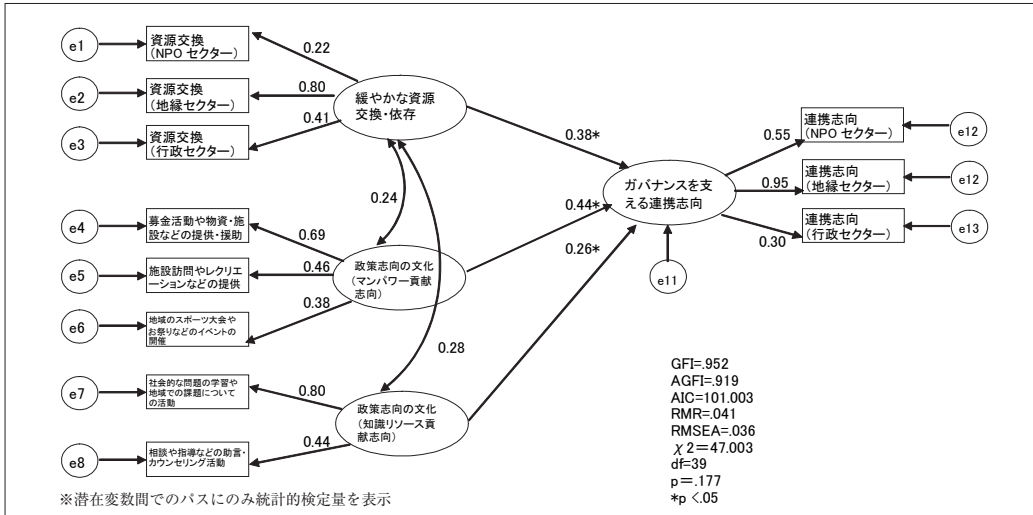 e1
資源交換
(NPO セクター)
0.22
e2
資源交換
(地縁セクター)
0.80
e3
資源交換
(行政セクター)
0.41
緩やかな資源
交換・依存
0.38*
0.24
e4
募金活動や物資・施
設などの提供・援助
0.69
e5
施設訪問やレクリエ
ーションなどの提供
0.46
e6
地域のスポーツ大会や
お祭りなどのイベントの
開催
0.38
政策志向の文化
(マンパワー貢献
志向)
0.44*
0.28
e7
社会的な問題の学習や
地域での課題について
の活動
0.80
e8
相談や指導などの助言・
カウンセリング活動
0.44
政策志向の文化
(知識リソース貢
献志向)
0.26*
ガバナンスを支
える連携志向
e11
0.55
連携志向
(NPO セクター)
e12
0.95
連携志向
(地縁セクター)
e12
0.30
連携志向
(行政セクター)
e13
GFI=.952
AGFI=.919
AIC=101.003
RMR=.041
RMSEA=.036
χ2=47.003
df=39
p=.177
*p <.05
※潜在変数間でのパスにのみ統計的検定量を表示